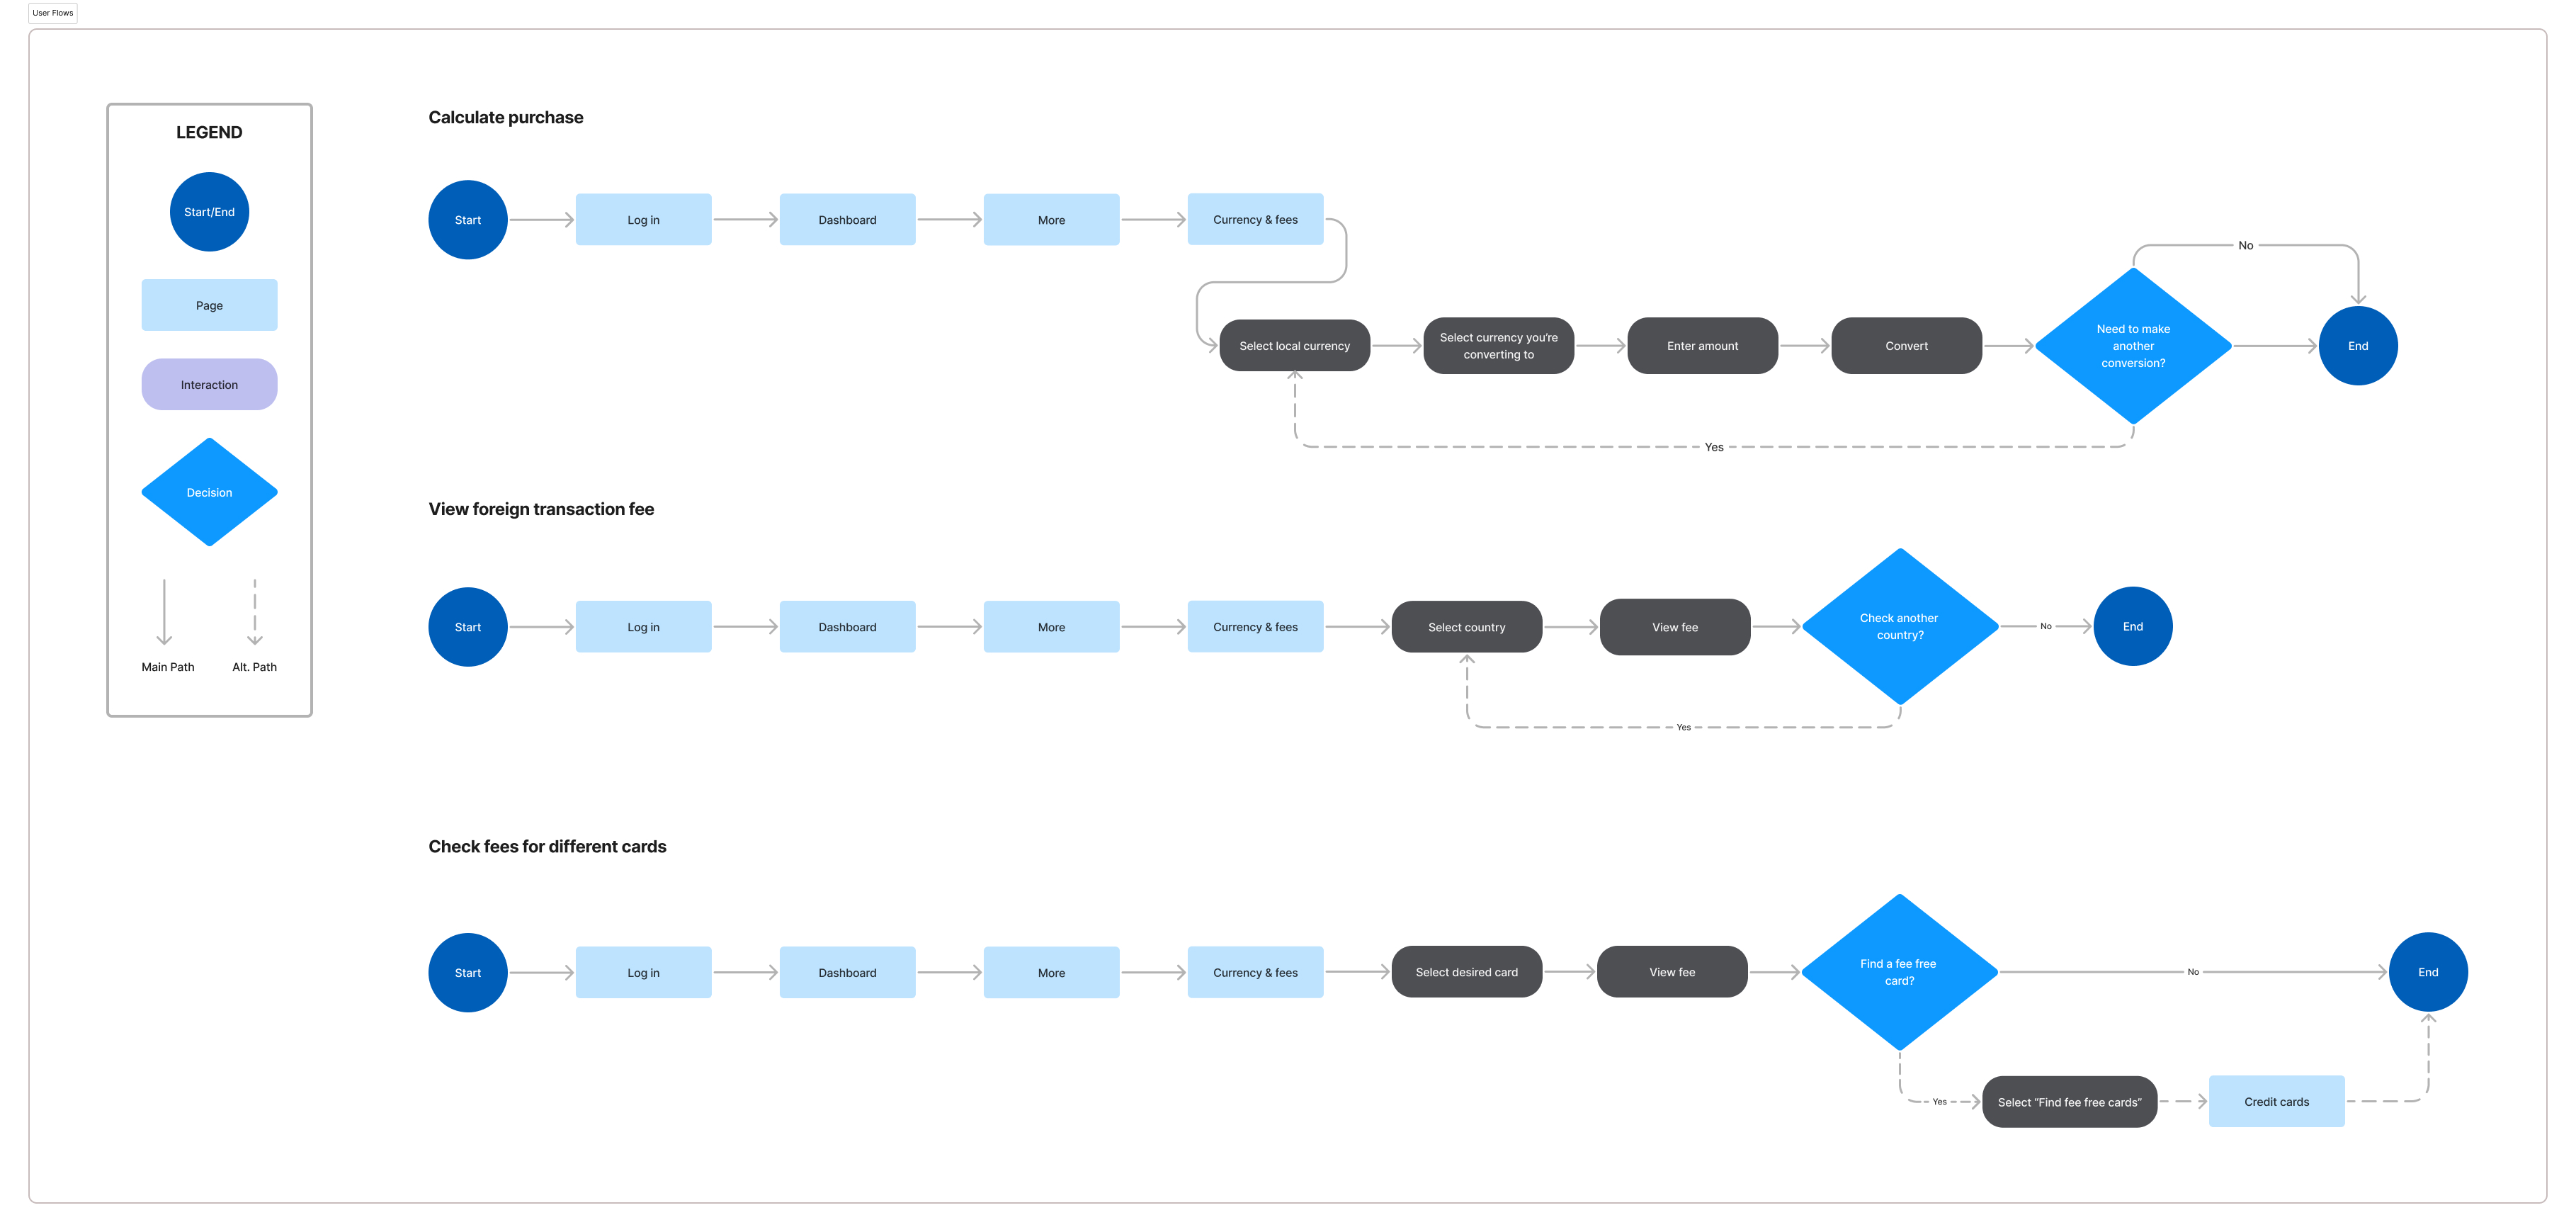 User Flows
LEGEND
Start/End
Page
Interaction
Decision
Main Path
Alt. Path
Calculate purchase
Start
Log in
Dashboard
More
Currency & fees
Select local currency
Select currency you’re
converting to
Enter amount
Convert
Need to make
another
conversion?
No
End
Yes
View foreign transaction fee
Start
Log in
Dashboard
More
Currency & fees
Select country
View fee
Check another
country?
No
End
Yes
Check fees for different cards
Start
Log in
Dashboard
More
Currency & fees
Select desired card
View fee
Find a fee free
card?
No
End
Yes
Select “Find fee free cards”
Credit cards